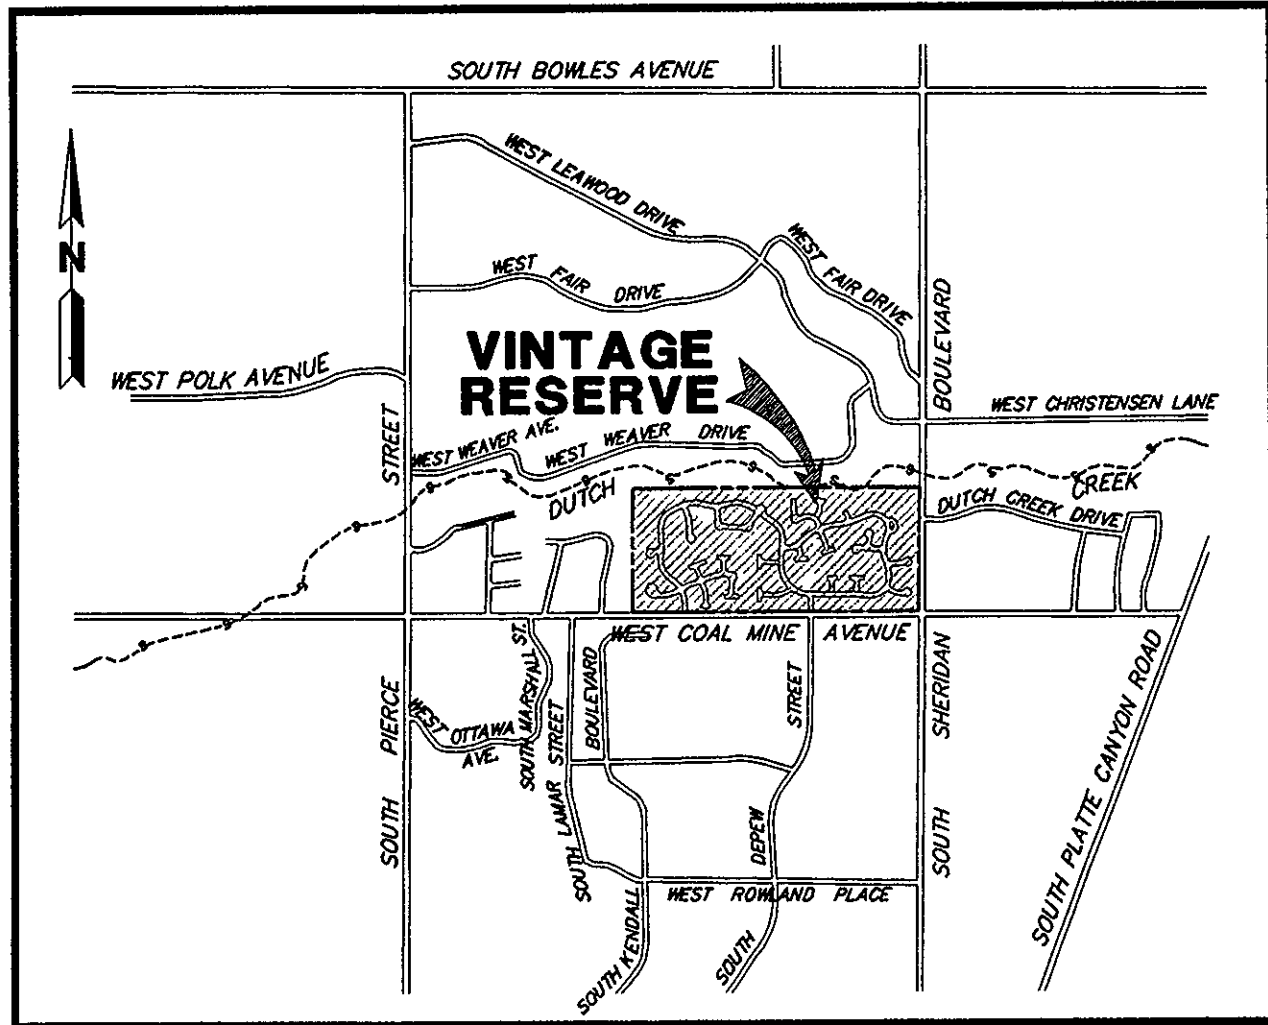 SOUTH BOWLES AVENUE
WEST LEAWOOD DRIVE
WEST FAIR DRIVE
WEST FAIR DRIVE
N
VINTAGE
RESERVE
WEST POLK AVENUE
WEST CHRISTENSEN LANE
WEST WEAVER AVE.
WEST WEAVER DRIVE
DUTCH CREEK
DUTCH CREEK DRIVE
WEST COAL MINE AVENUE
SOUTH PIERCE STREET
WEST OTTAWA
AVE.
SOUTH MARSHALL ST.
SOUTH LAMAR STREET
SOUTH KENDALL BOULEVARD
SOUTH DEPEW STREET
SOUTH SHERIDAN BOULEVARD
WEST ROWLAND PLACE
SOUTH PLATTE CANYON ROAD